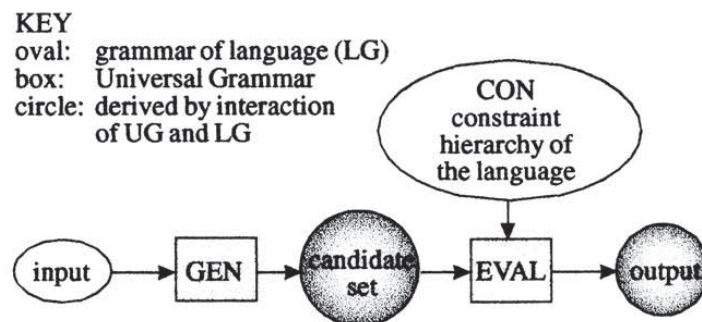 KEY
oval: grammar of language (LG)
box: Universal Grammar
circle: derived by interaction
of UG and LG
CON
constraint
hierarchy of
the language
input
GEN
candidate
set
EVAL
output